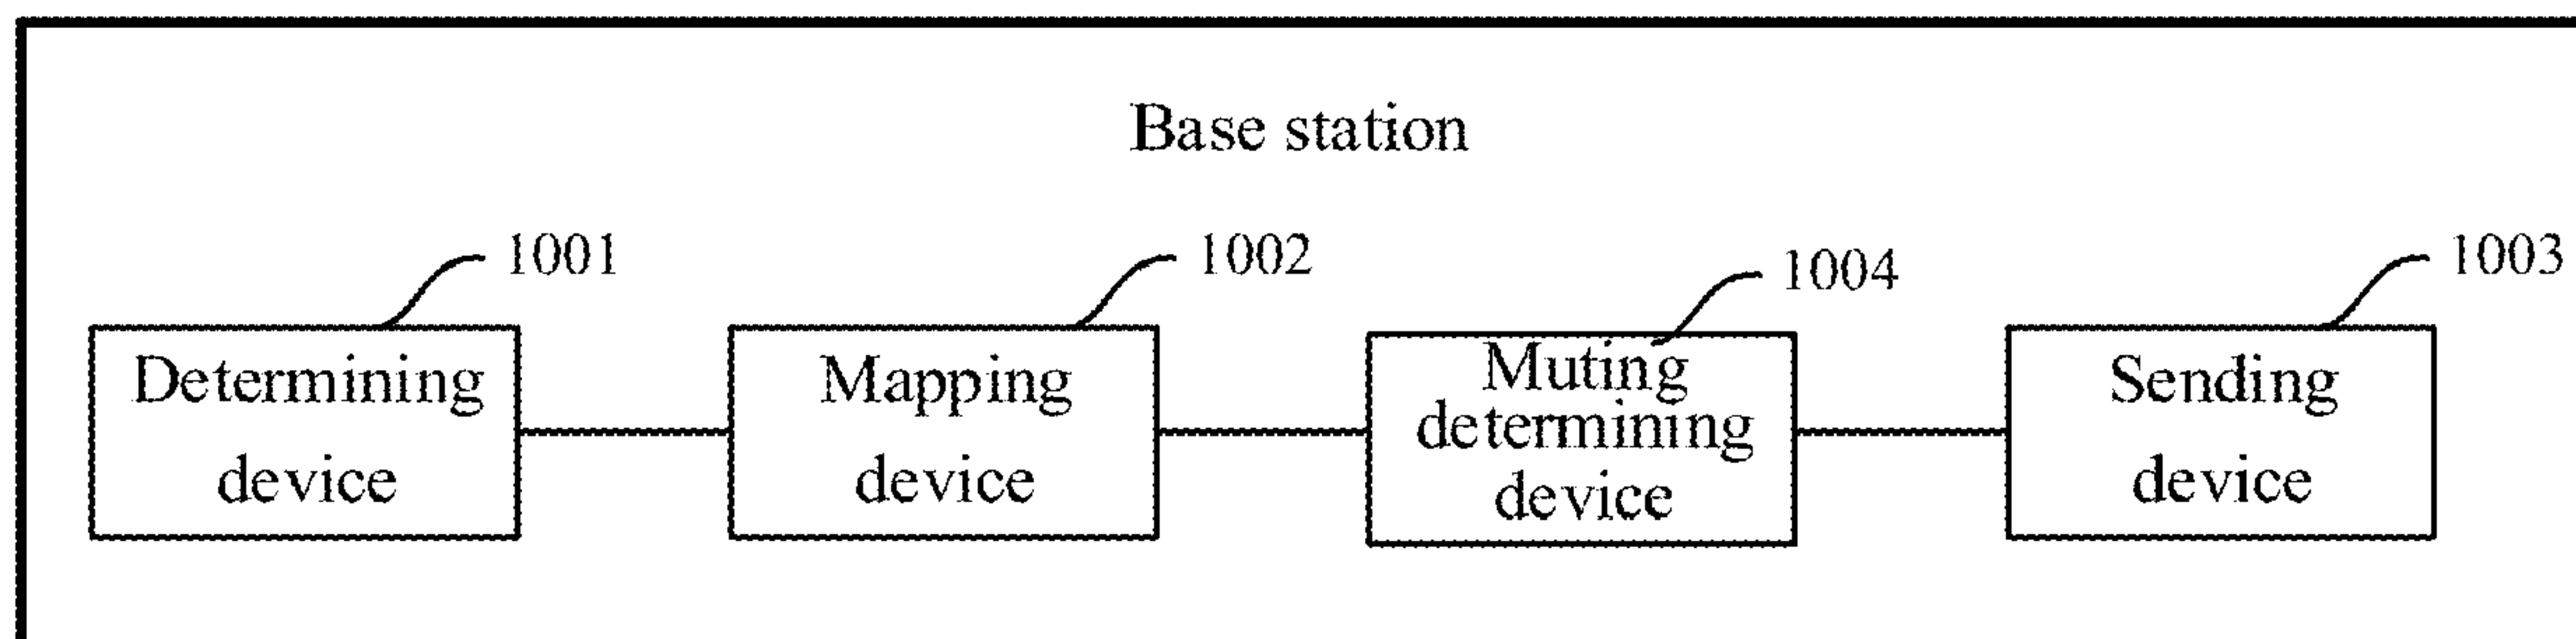 Base station
1001
1002
1004
1003
Determining
device
Mapping
device
Muting
determining
device
Sending
device